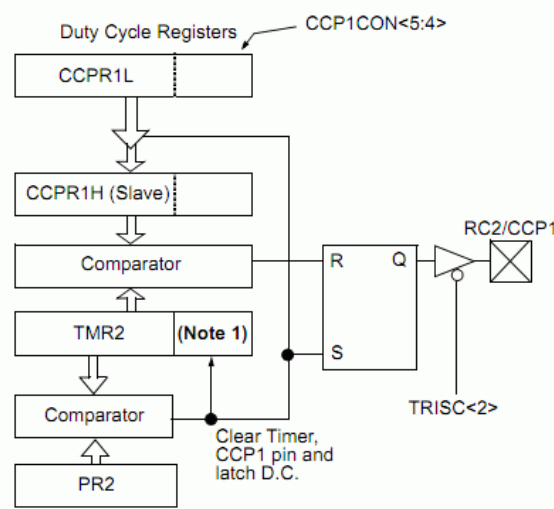 Duty Cycle Registers
CCP1CON<5:4>
CCPR1L
CCPR1H (Slave)
RC2/CCP1
Comparator
R
Q
TMR2
(Note 1)
S
Comparator
TRISC<2>
Clear Timer,
CCP1 pin and
latch D.C.
PR2